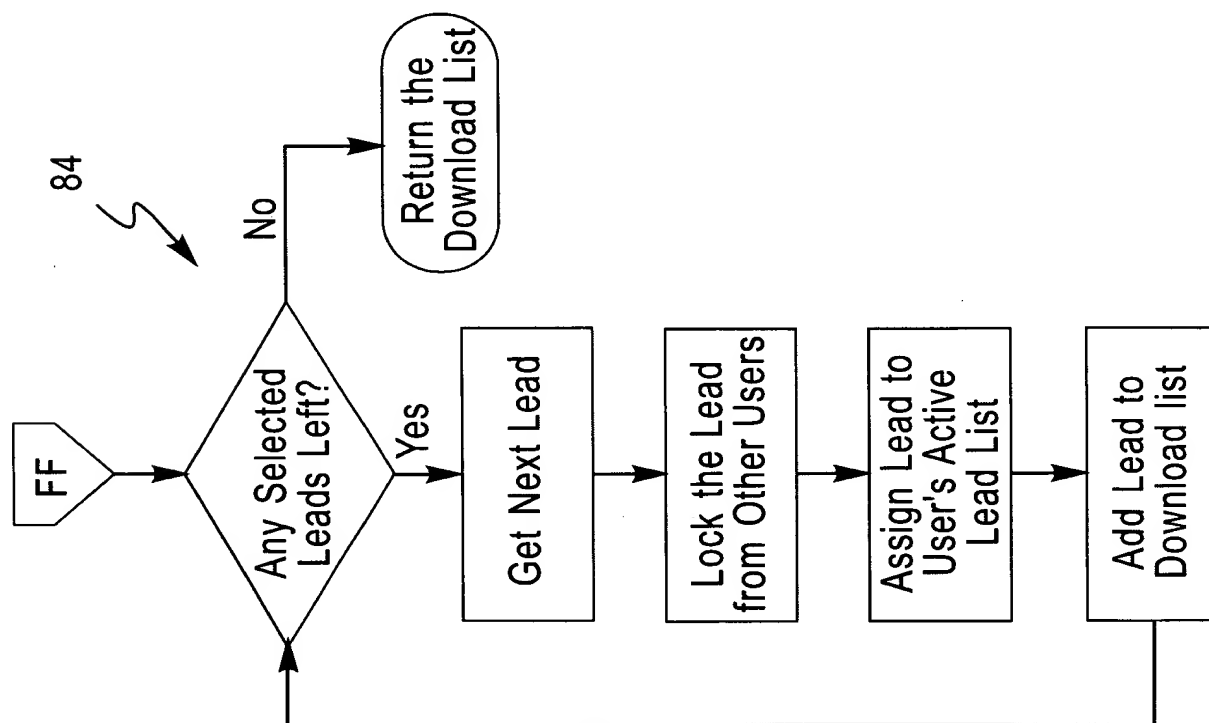 FF
84
Any Selected
Leads Left?
No
Return the
Download List
Yes
Get Next Lead
Lock the Lead
from Other Users
Assign Lead to
User's Active
Lead List
Add Lead to
Download list